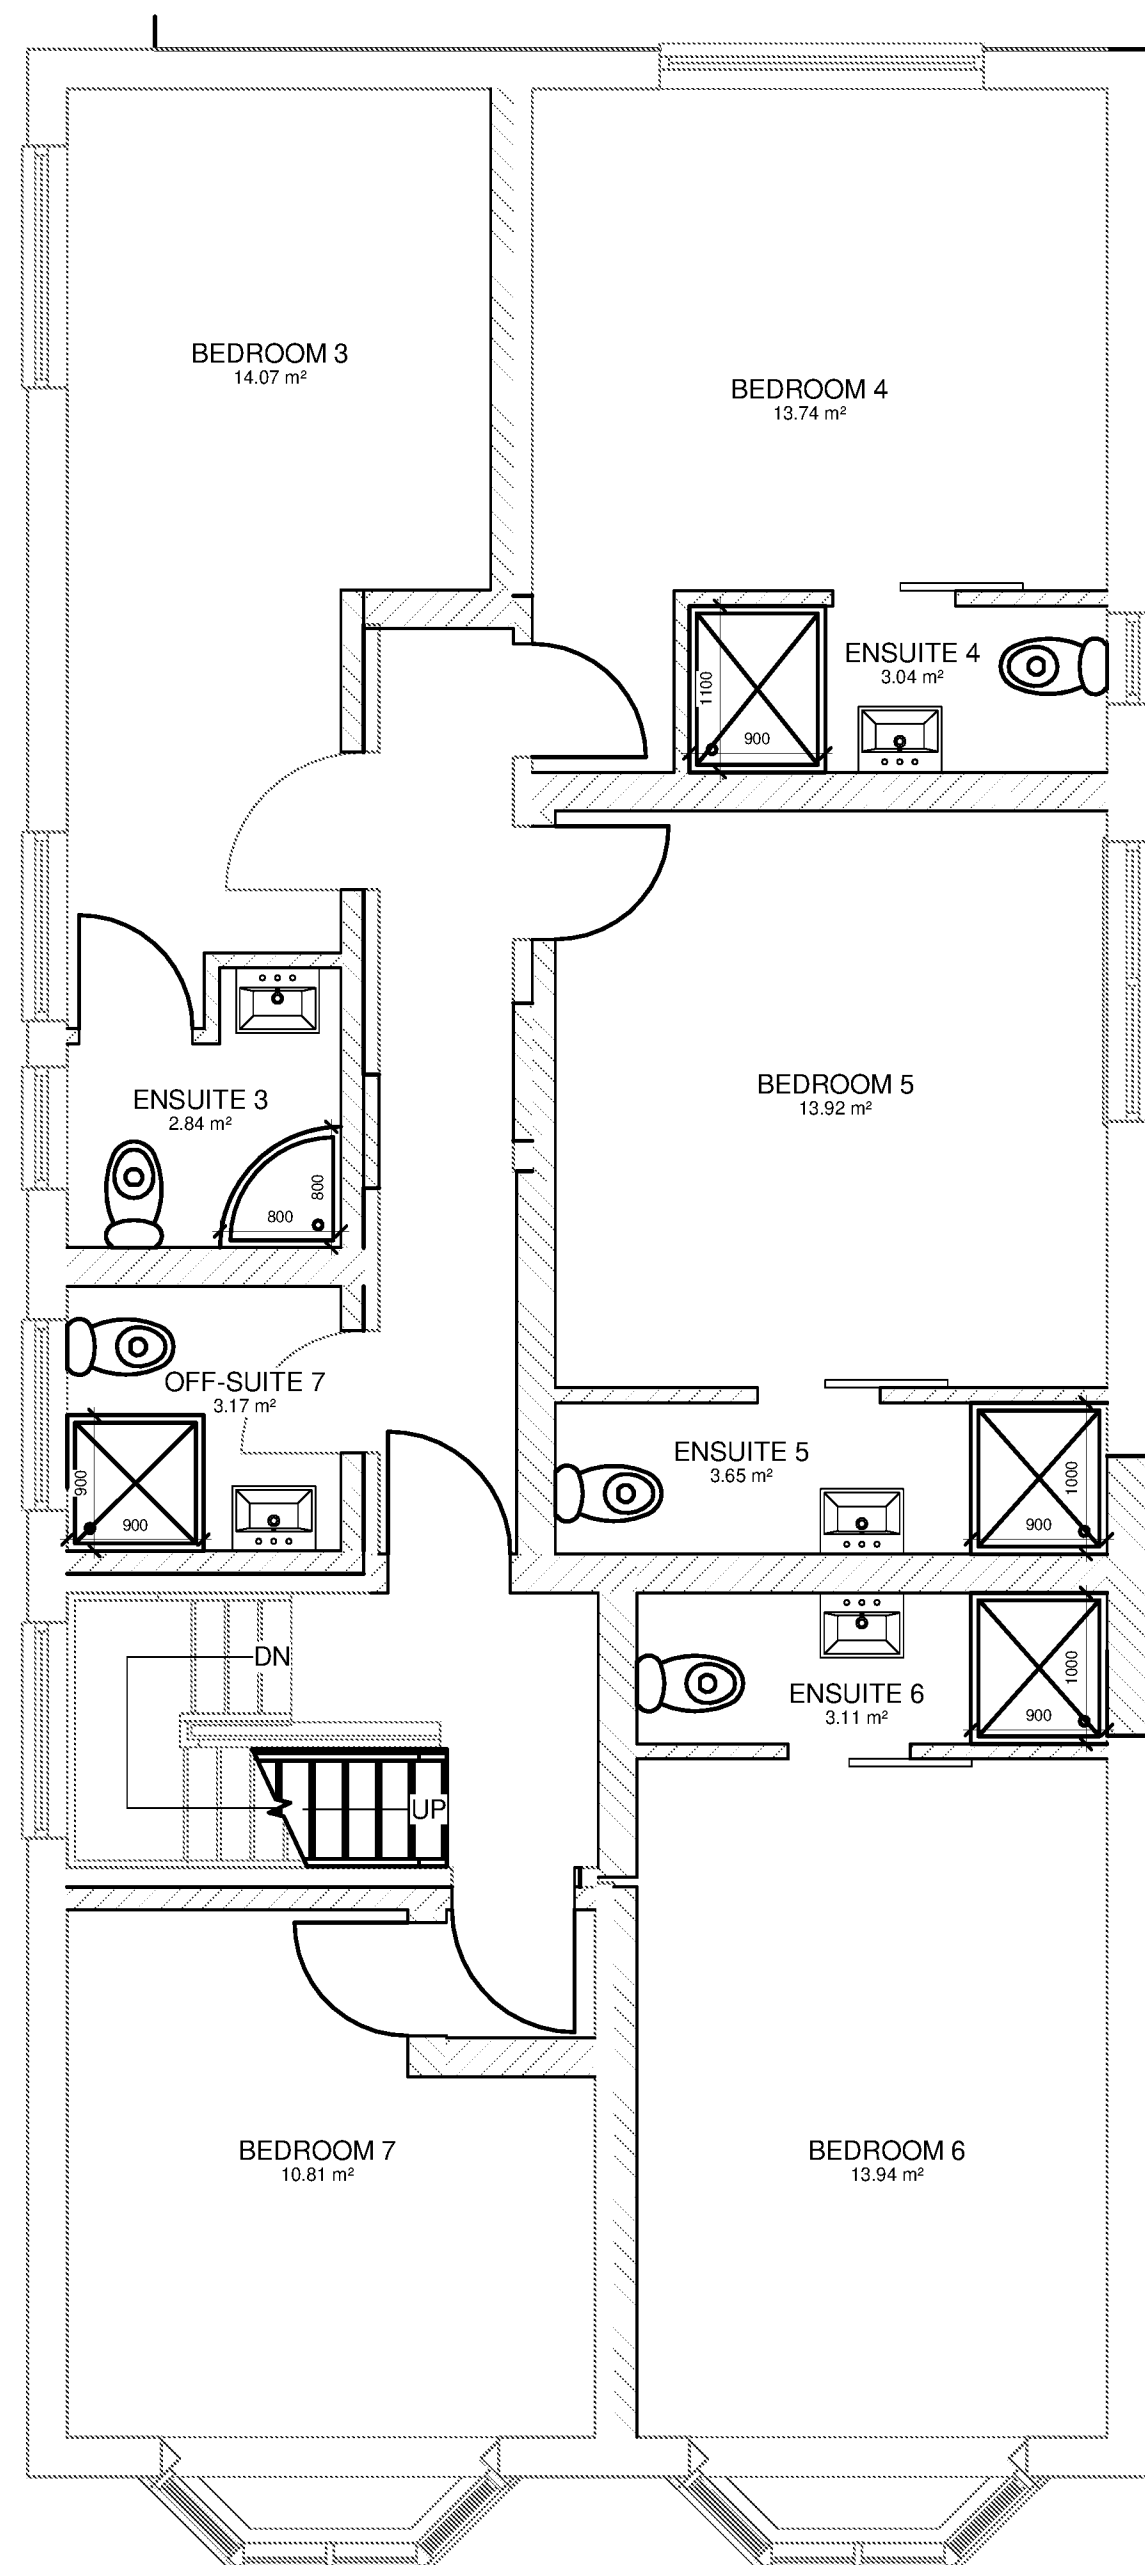 BEDROOM 3
14.07 m²
BEDROOM 4
13.74 m²
ENSUITE 4
3.04 m²
1100
900
BEDROOM 5
13.92 m²
ENSUITE 3
2.84 m²
800
800
OFF-SUITE 7
3.17 m²
900
900
ENSUITE 5
3.65 m²
1000
900
DN
UP
ENSUITE 6
3.11 m²
1000
900
BEDROOM 7
10.81 m²
BEDROOM 6
13.94 m²